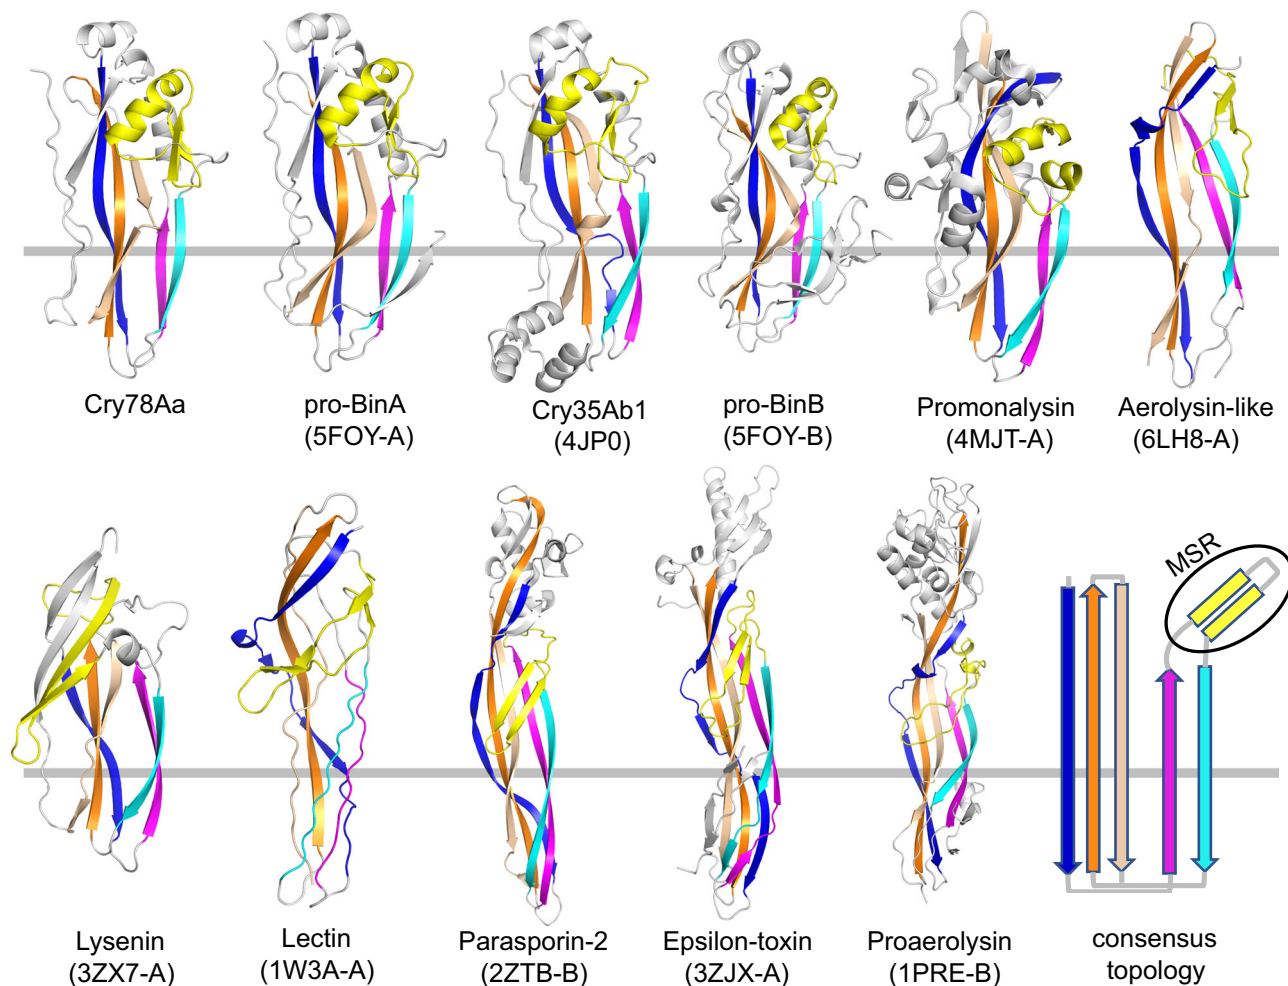 Cry78Aa
pro-BinA
(5FOY-A)
Cry35Ab1
(4JP0)
pro-BinB
(5FOY-B)
Promonalysin
(4MJT-A)
Aerolysin-like
(6LH8-A)
MSR
Lysenin
(3ZX7-A)
Lectin
(1W3A-A)
Parasporin-2
(2ZTB-B)
Epsilon-toxin
(3ZJX-A)
Proaerolysin
(1PRE-B)
consensus
topology